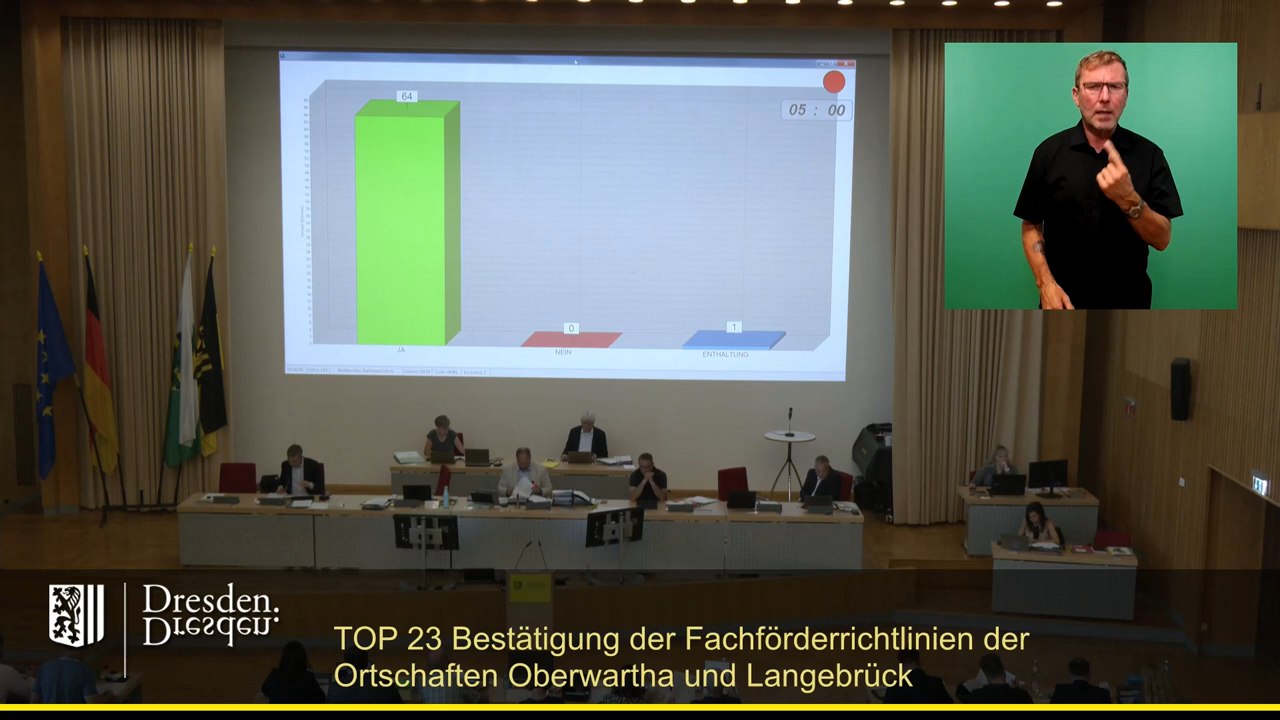 64
05 : 00
0
1
JA
NEIN
ENTHALTUNG
Dresden.
Dresden.
TOP 23 Bestätigung der Fachförderrichtlinien der
Ortschaften Oberwartha und Langebrück